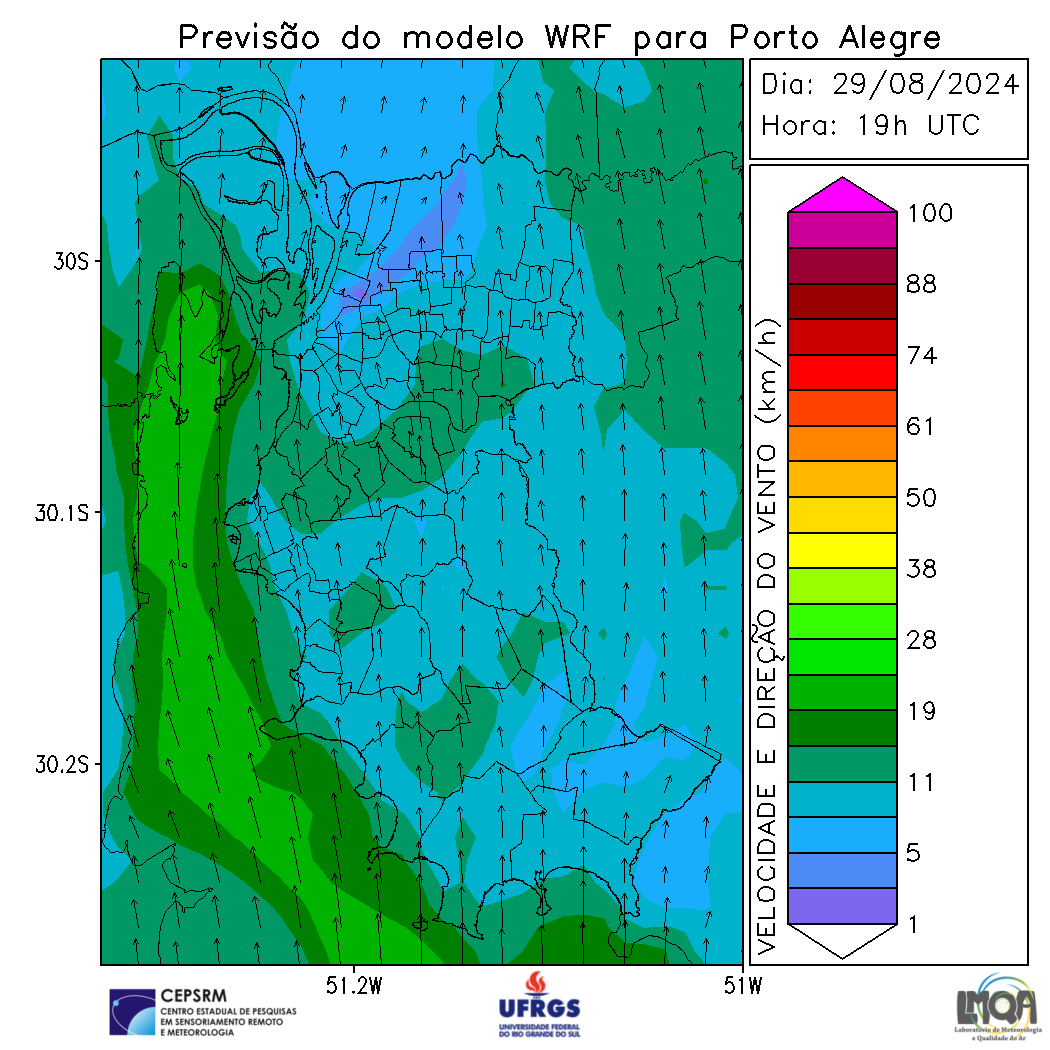 Previsão do modelo WRF para Porto Alegre
Dia: 29/08/2024
Hora: 19h UTC
30S
30.1S
30.2S
51.2W
51W
VELOCIDADE E DIREÇÃO DO VENTO (km/h)
100
88
74
61
50
38
28
19
11
5
1
CEPSRM
CENTRO ESTADUAL DE PESQUISAS
EM SENSORIAMENTO REMOTO
E METEOROLOGIA
UFRGS
UNIVERSIDADE FEDERAL
DO RIO GRANDE DO SUL
LMQA
Laboratório de Meteorologia
e Qualidade do Ar